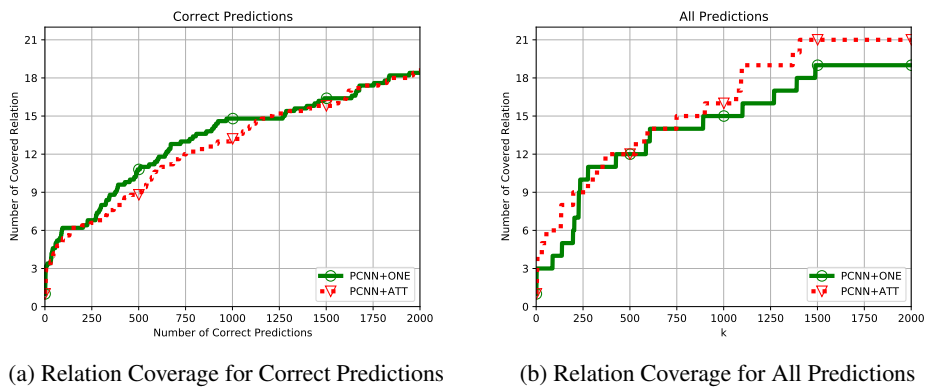 Correct Predictions
21
18
15
12
9
6
3
0
Number of Covered Relation
PCNN+ONE
PCNN+ATT
0 250 500 750 1000 1250 1500 1750 2000
Number of Correct Predictions
(a) Relation Coverage for Correct Predictions
All Predictions
21
18
15
12
9
6
3
0
Number of Covered Relation
PCNN+ONE
PCNN+ATT
0 250 500 750 1000 1250 1500 1750 2000
k
(b) Relation Coverage for All Predictions